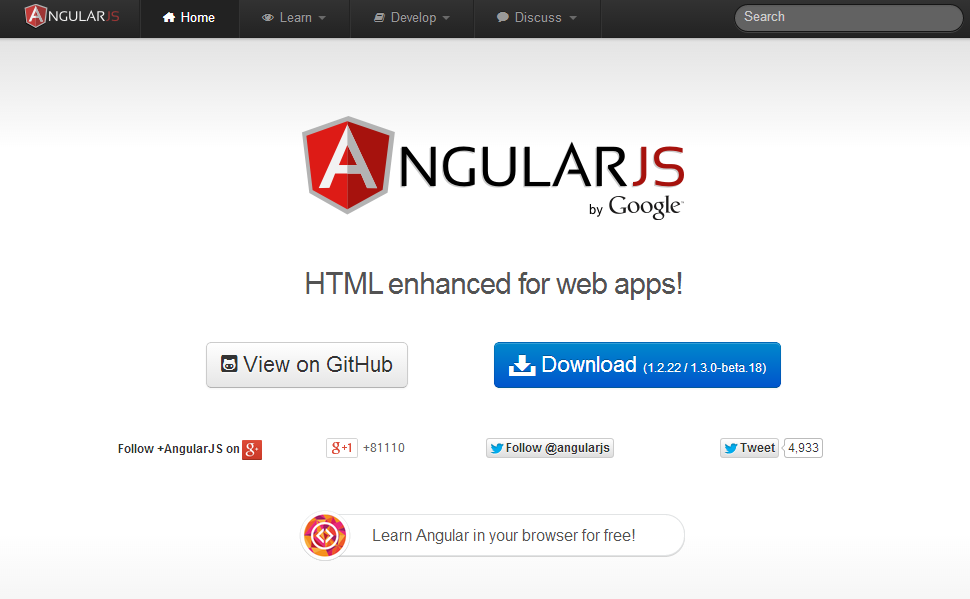 ANGULARJS Home Learn Develop Discuss Search
ANGULARJS
by Google
HTML enhanced for web apps!
View on GitHub Download (1.2.22 / 1.3.0-beta.18)
Follow +AngularJS on g+ g+1 +81110 Follow @angularjs Tweet 4,933
Learn Angular in your browser for free!